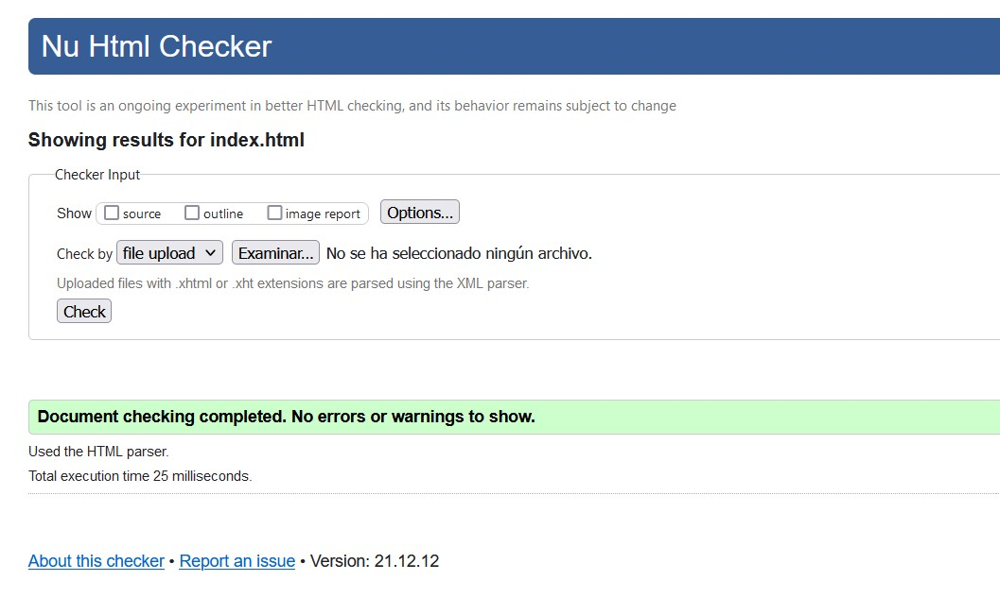 Nu Html Checker
This tool is an ongoing experiment in better HTML checking, and its behavior remains subject to change
Showing results for index.html
Checker Input
Show source outline image report Options...
Check by file upload Examinar... No se ha seleccionado ningún archivo.
Uploaded files with .xhtml or .xht extensions are parsed using the XML parser.
Check
Document checking completed. No errors or warnings to show.
Used the HTML parser.
Total execution time 25 milliseconds.
About this checker • Report an issue • Version: 21.12.12